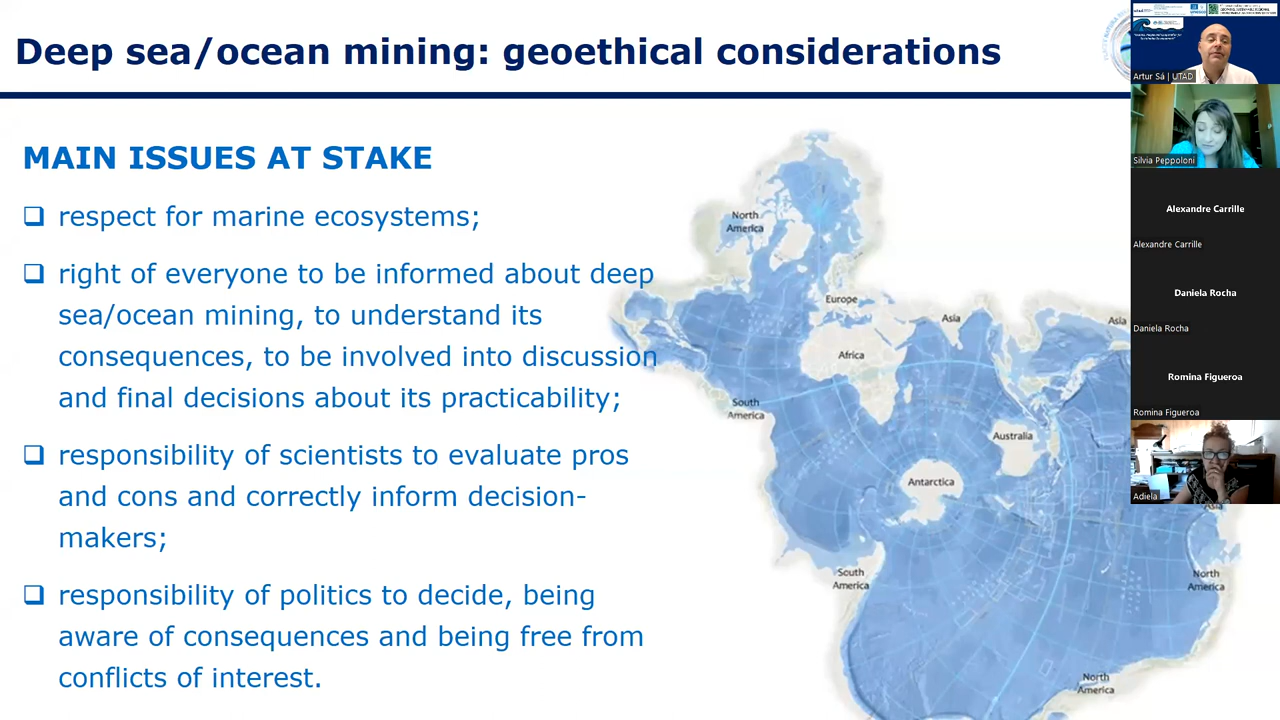 Deep sea/ocean mining: geoethical considerations
MAIN ISSUES AT STAKE
respect for marine ecosystems;
right of everyone to be informed about deep
sea/ocean mining, to understand its
consequences, to be involved into discussion
and final decisions about its practicability;
responsibility of scientists to evaluate pros
and cons and correctly inform decision-
makers;
responsibility of politics to decide, being
aware of consequences and being free from
conflicts of interest.
North
America
Europe
Asia
Asia
Africa
South
America
Australia
Antarctica
Asia
South
America
North
America
North
America
Artur Sá | UTAD
Silvia Peppoloni
Alexandre Carrille
Alexandre Carrille
Daniela Rocha
Daniela Rocha
Romina Figueroa
Romina Figueroa
Adiela